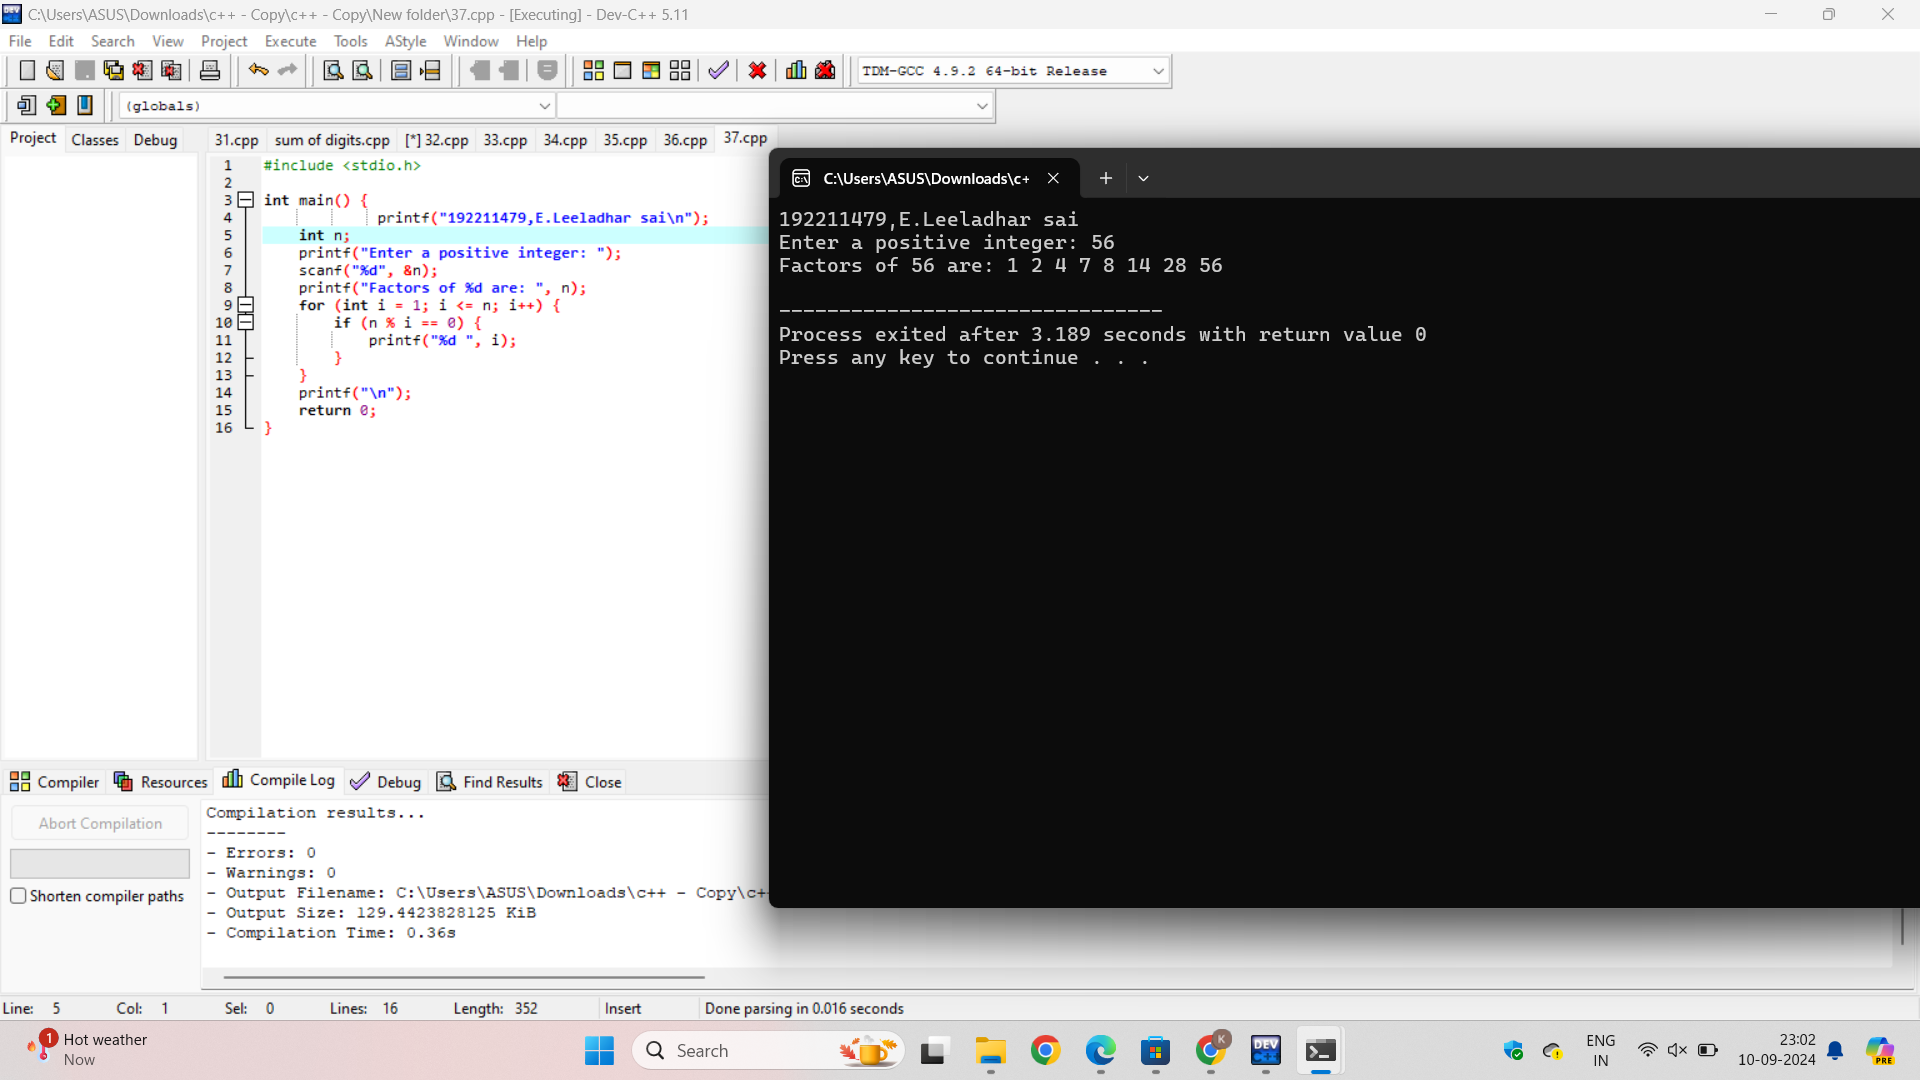 C:\Users\ASUS\Downloads\c++ - Copy\c++ - Copy\New folder\37.cpp - [Executing] - Dev-C++ 5.11
File Edit Search View Project Execute Tools AStyle Window Help
TDM-GCC 4.9.2 64-bit Release
(globals)
Project Classes Debug
31.cpp sum of digits.cpp [*] 32.cpp 33.cpp 34.cpp 35.cpp 36.cpp 37.cpp
1 #include <stdio.h>
2
3 int main() {
4 printf("192211479,E.Leeladhar sai\n");
5 int n;
6 printf("Enter a positive integer: ");
7 scanf("%d", &n);
8 printf("Factors of %d are: ", n);
9 for (int i = 1; i <= n; i++) {
10 if (n % i == 0) {
11 printf("%d ", i);
12 }
13 }
14 printf("\n");
15 return 0;
16 }
C:\Users\ASUS\Downloads\c+
192211479,E.Leeladhar sai
Enter a positive integer: 56
Factors of 56 are: 1 2 4 7 8 14 28 56
--------------------------------
Process exited after 3.189 seconds with return value 0
Press any key to continue . . .
Compiler Resources Compile Log Debug Find Results Close
Abort Compilation
Shorten compiler paths
Compilation results...
--------
- Errors: 0
- Warnings: 0
- Output Filename: C:\Users\ASUS\Downloads\c++ - Copy\c+
- Output Size: 129.4423828125 KiB
- Compilation Time: 0.36s
Line: 5 Col: 1 Sel: 0 Lines: 16 Length: 352 Insert Done parsing in 0.016 seconds
1
Hot weather
Now
Search
K
DEV
C++
ENG
IN
23:02
10-09-2024
PRE